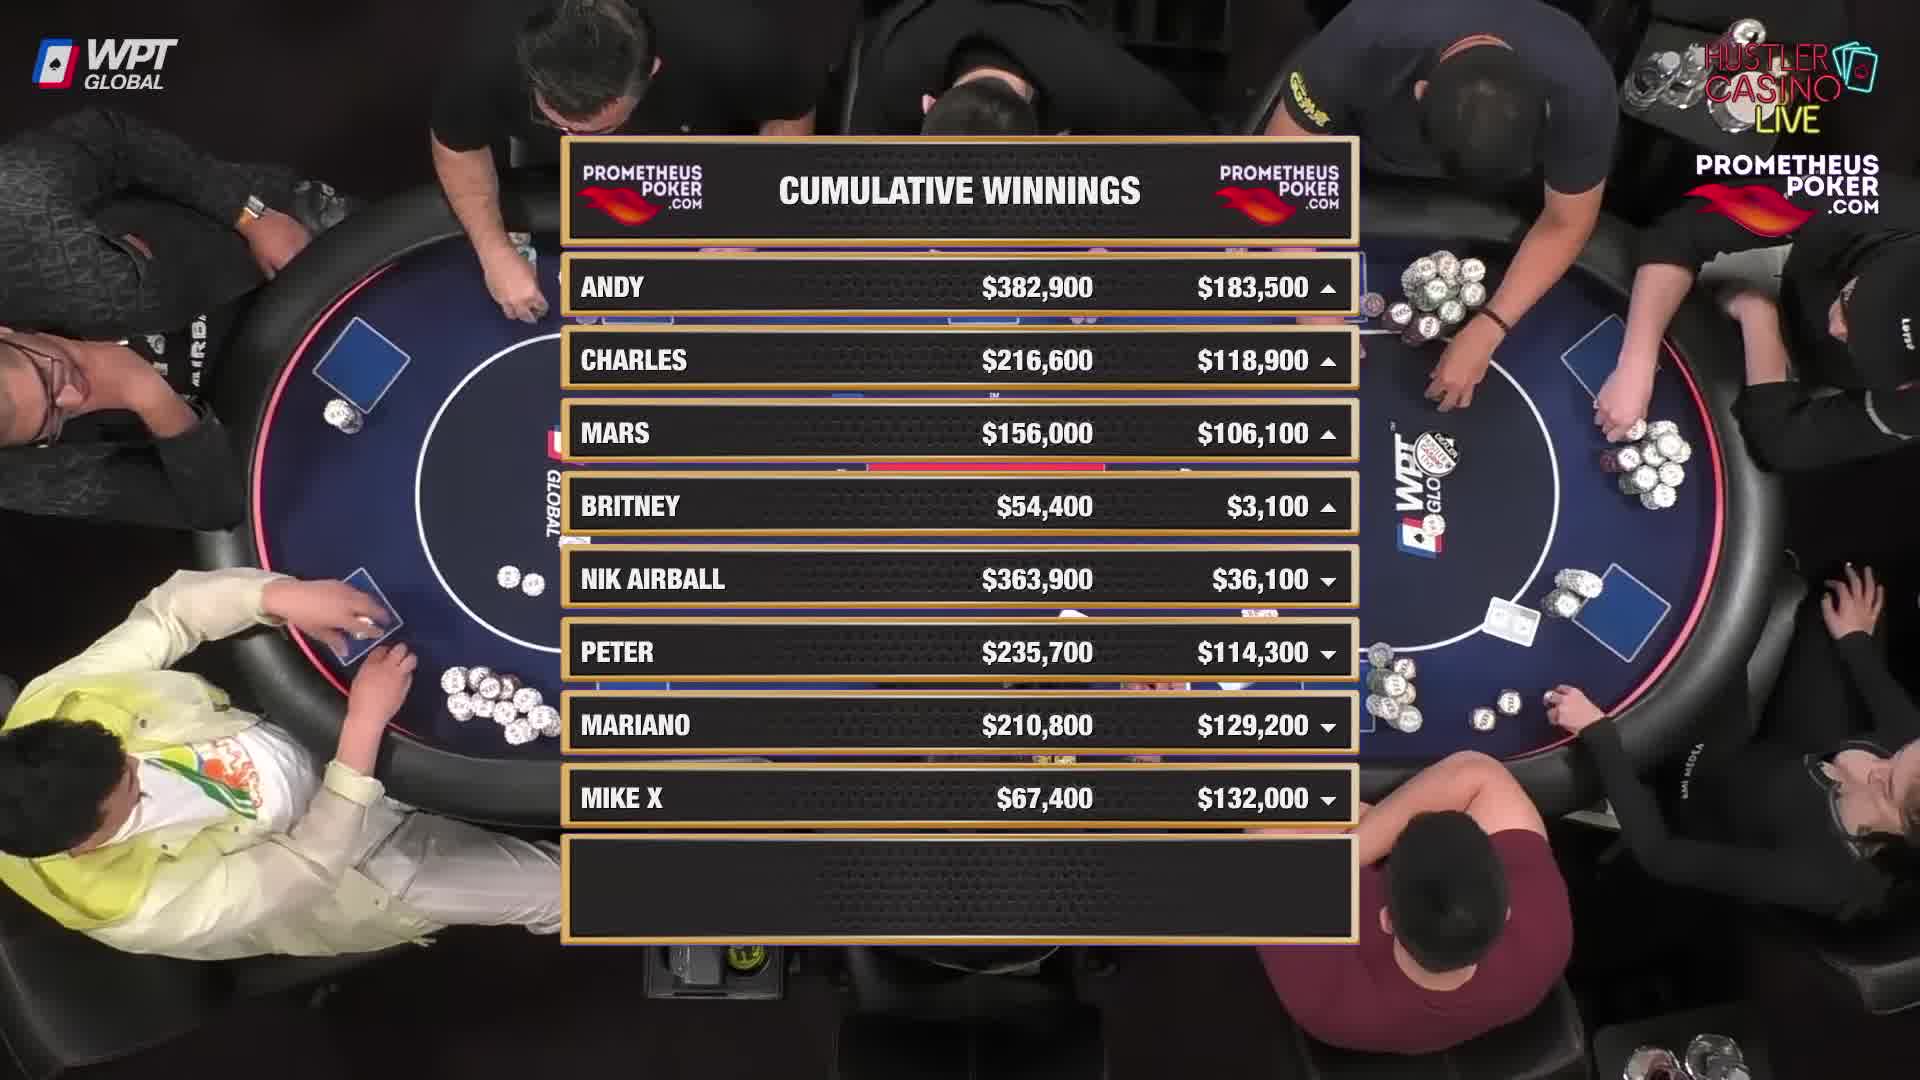 WPT
GLOBAL
HUSTLER
CASINO
LIVE
PROMETHEUS
POKER
.COM
PROMETHEUS
POKER
.COM
CUMULATIVE WINNINGS
PROMETHEUS
POKER
.COM
ANDY $382,900 $183,500 ▲
CHARLES $216,600 $118,900 ▲
MARS $156,000 $106,100 ▲
BRITNEY $54,400 $3,100 ▲
NIK AIRBALL $363,900 $36,100 ▼
PETER $235,700 $114,300 ▼
MARIANO $210,800 $129,200 ▼
MIKE X $67,400 $132,000 ▼
GLOBAL
WPT
GLO